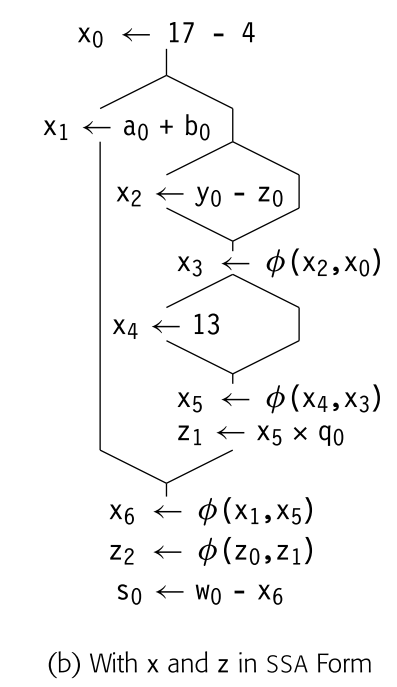 x₀ ← 17 - 4
x₁ ← a₀ + b₀
x₂ ← y₀ - z₀
x₃ ← ϕ(x₂,x₀)
x₄ ← 13
x₅ ← ϕ(x₄,x₃)
z₁ ← x₅ × q₀
x₆ ← ϕ(x₁,x₅)
z₂ ← ϕ(z₀,z₁)
s₀ ← w₀ - x₆
(b) With x and z in SSA Form